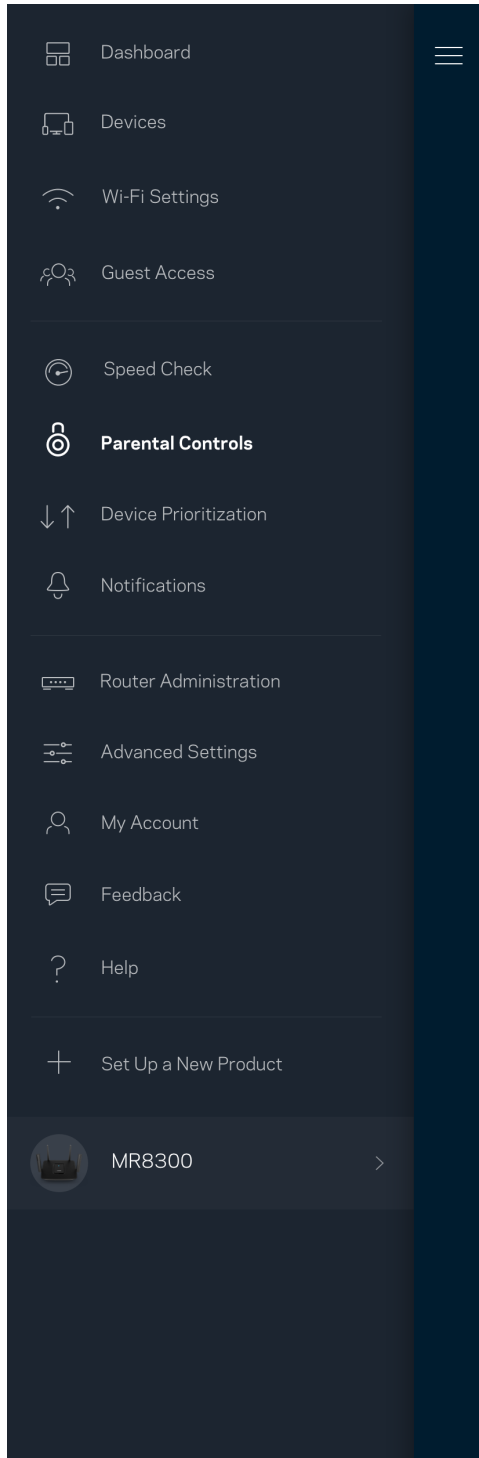 Dashboard
Devices
Wi-Fi Settings
Guest Access
Speed Check
Parental Controls
Device Prioritization
Notifications
Router Administration
Advanced Settings
My Account
Feedback
Help
Set Up a New Product
MR8300